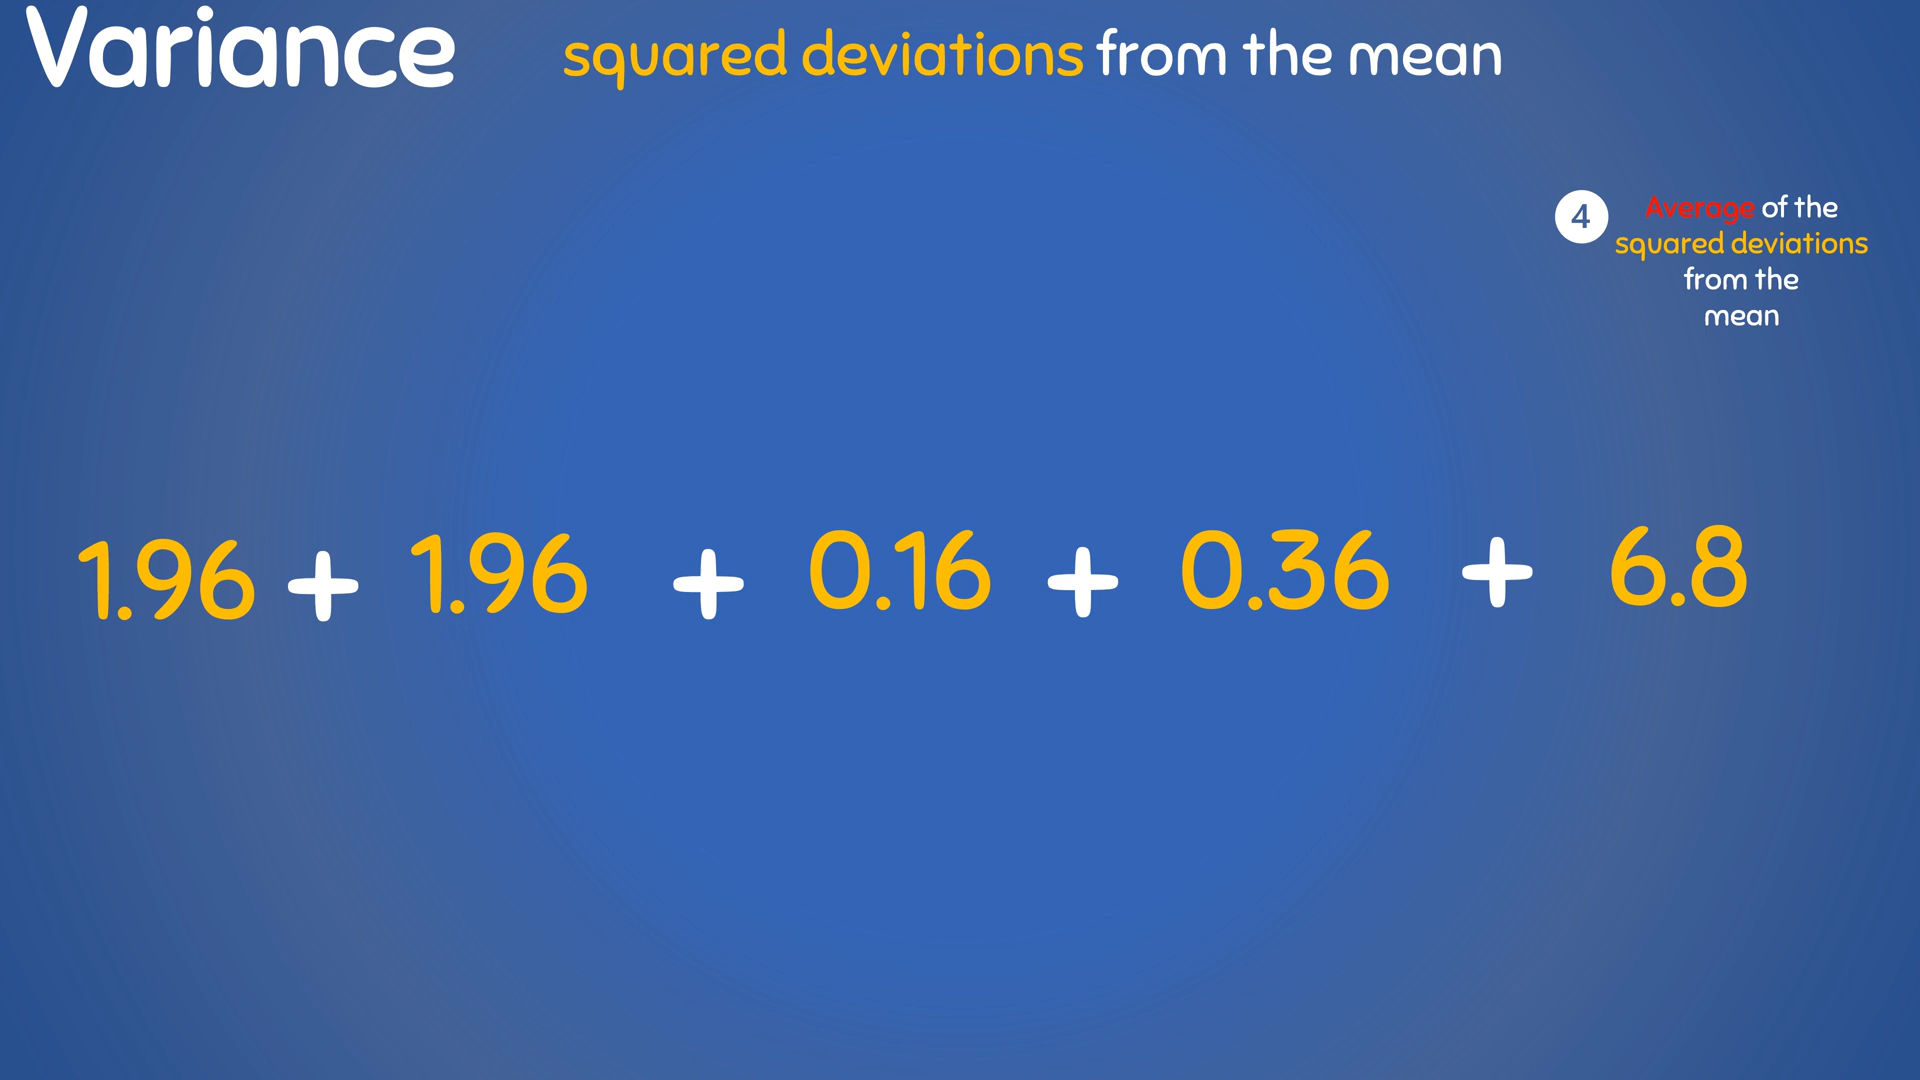 Variance
squared deviations from the mean
4
Average of the
squared deviations
from the
mean
1.96 + 1.96 + 0.16 + 0.36 + 6.8